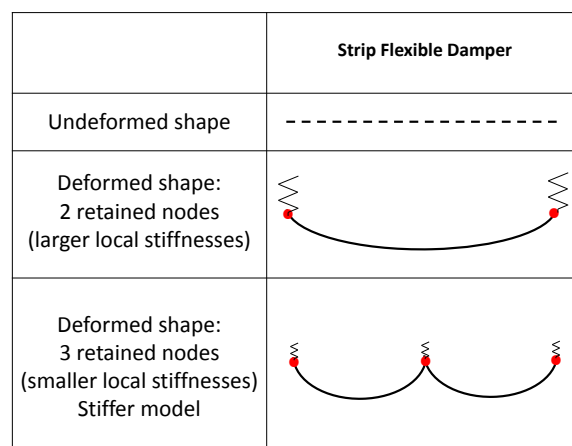 Strip Flexible Damper
Undeformed shape
Deformed shape:
2 retained nodes
(larger local stiffnesses)
Deformed shape:
3 retained nodes
(smaller local stiffnesses)
Stiffer model